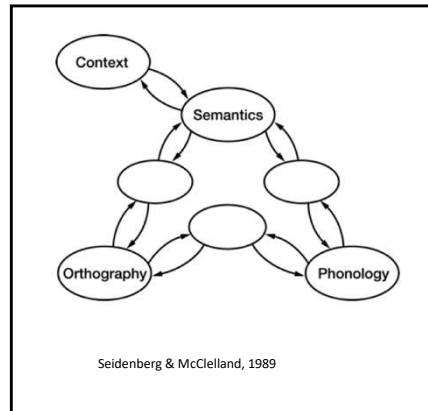 Context
Semantics
Orthography
Phonology
Seidenberg & McClelland, 1989